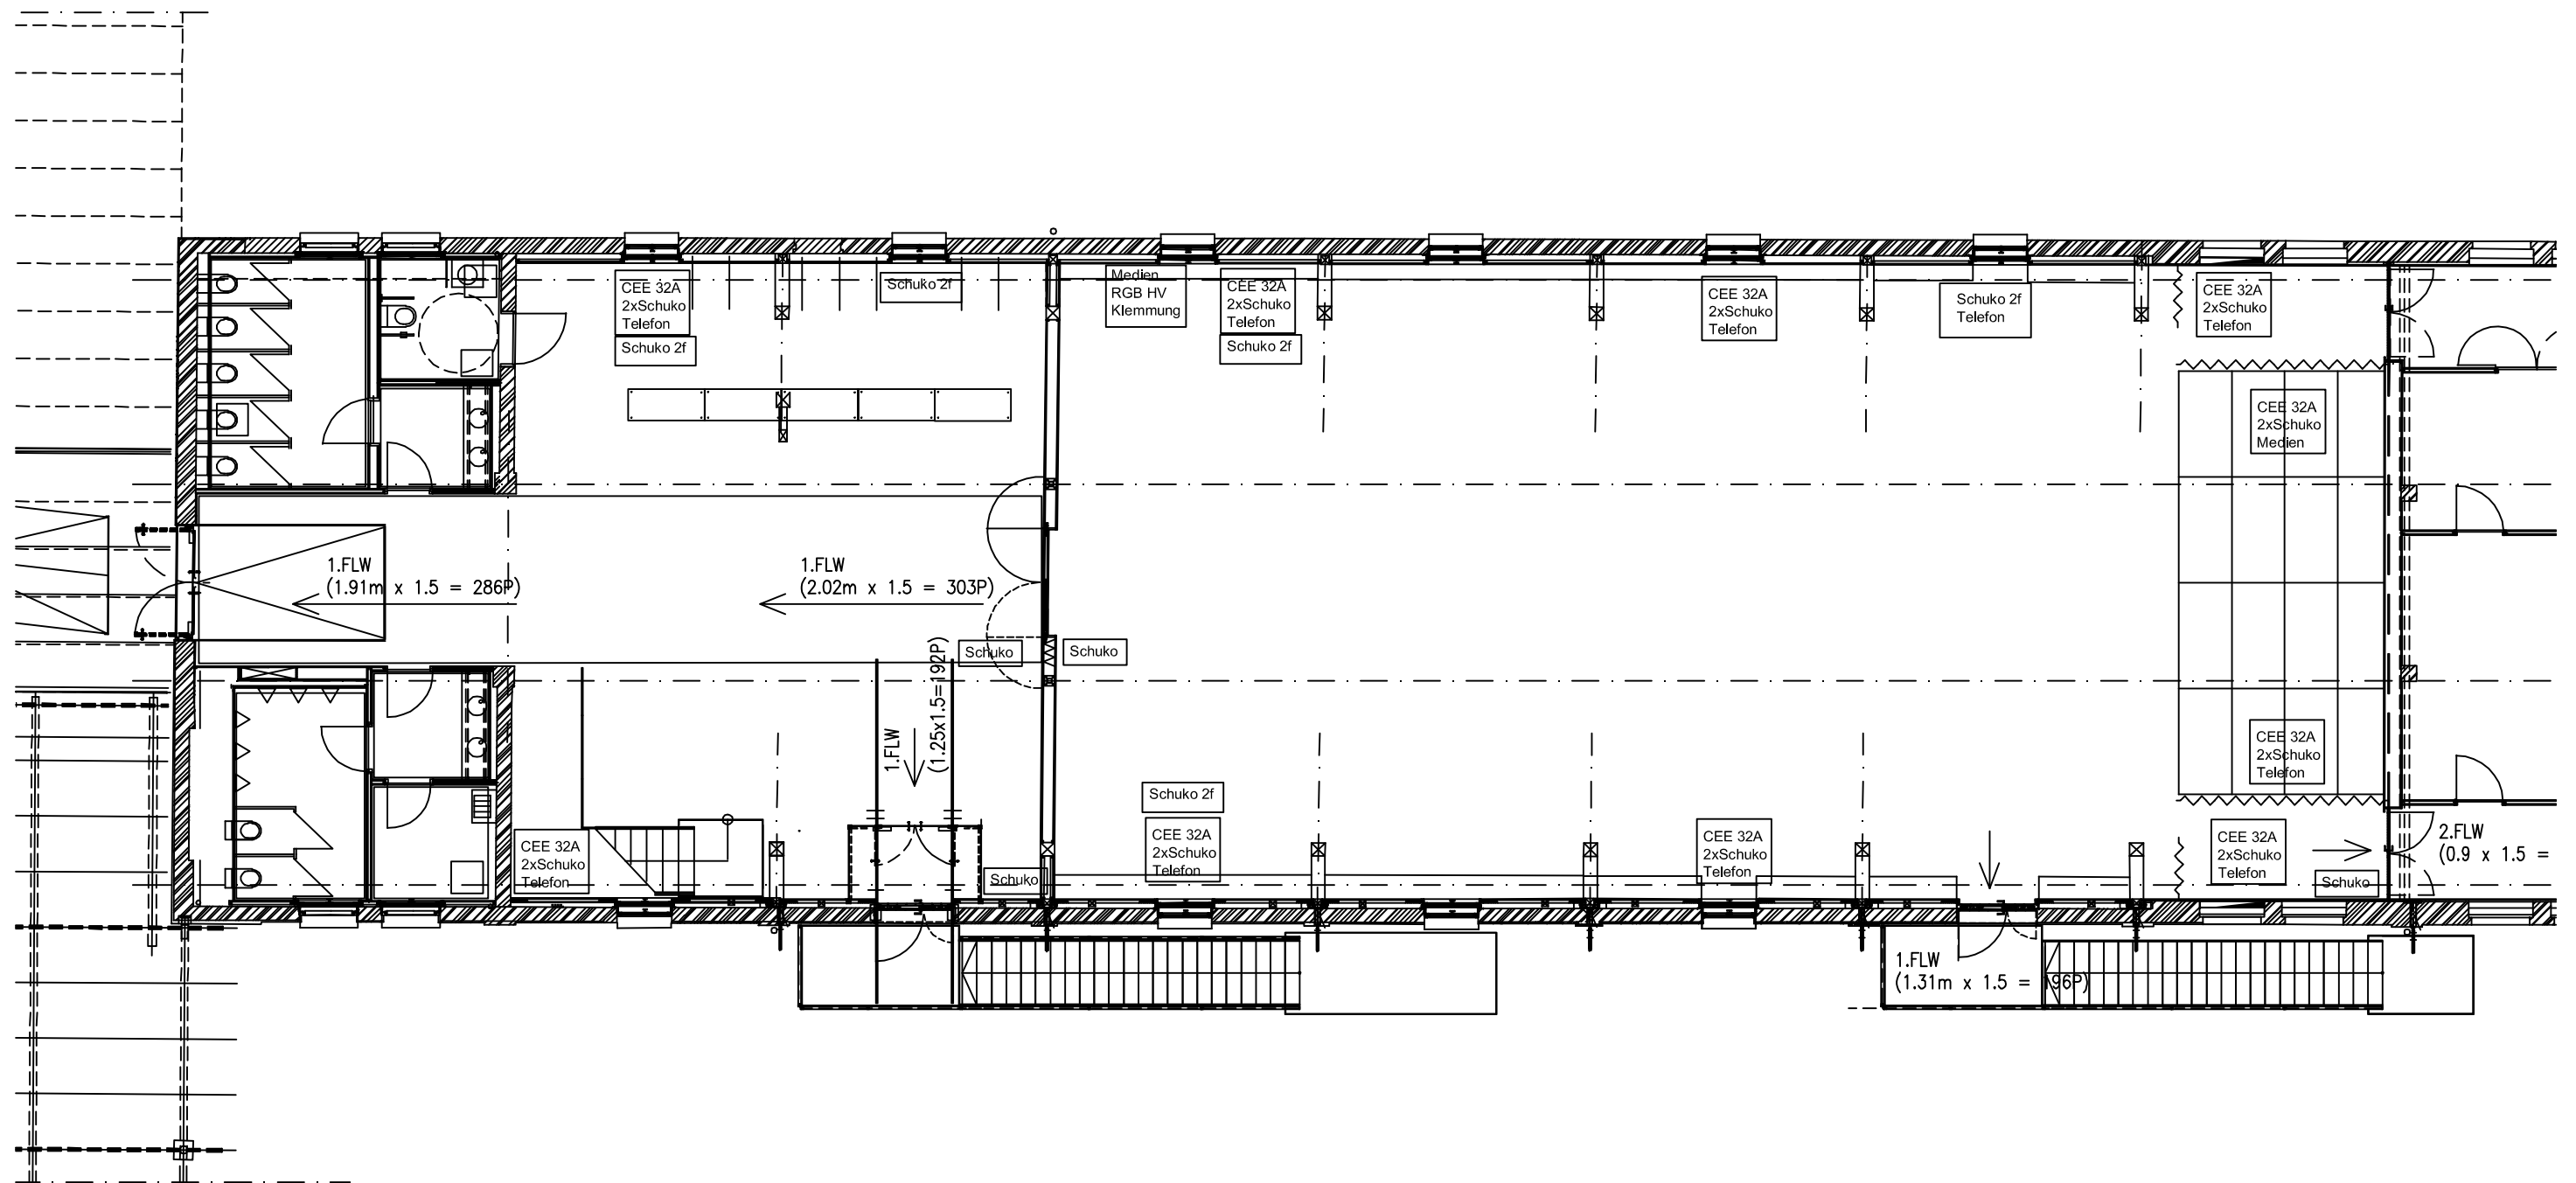 CEE 32A
2xSchuko
Telefon
Schuko 2f
Schuko 2f
Medien
RGB HV
Klemmung
CEE 32A
2xSchuko
Telefon
Schuko 2f
CEE 32A
2xSchuko
Telefon
Schuko 2f
Telefon
CEE 32A
2xSchuko
Telefon
CEE 32A
2xSchuko
Medien
1.FLW
(1.91m x 1.5 = 286P)
1.FLW
(2.02m x 1.5 = 303P)
Schuko
Schuko
1.FLW
(1.25x1.5=192P)
CEE 32A
2xSchuko
Telefon
Schuko 2f
CEE 32A
2xSchuko
Telefon
Schuko
CEE 32A
2xSchuko
Telefon
CEE 32A
2xSchuko
Telefon
CEE 32A
2xSchuko
Telefon
Schuko
2.FLW
(0.9 x 1.5 =
1.FLW
(1.31m x 1.5 = 196P)